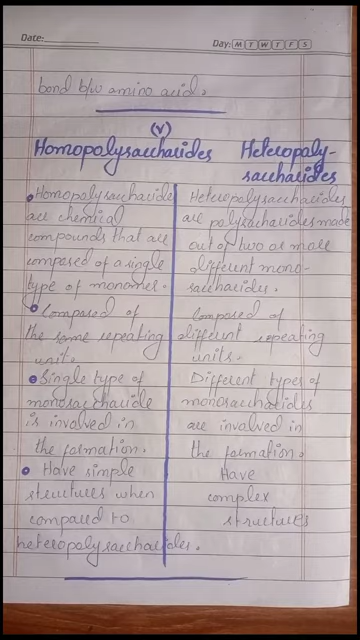 Date:
Day: M T W T F S
bond b/w amino acid.
(V)
Homopolysaccharides
Heteropoly-
saccharides
Homopolysaccharide
are chemical
compounds that are
composed of a single
type of monomer.
Composed of
the same repeating
unit.
Single type of
monosaccharide
is involved in
the formation.
Have simple
structures when
compared to
heteropolysaccharides.
Heteropolysaccharides
are polysaccharides made
out of two or more
different mono-
saccharides.
Composed of
different repeating
units.
Different types of
monosaccharides
are involved in
the formation.
Have
complex
structures